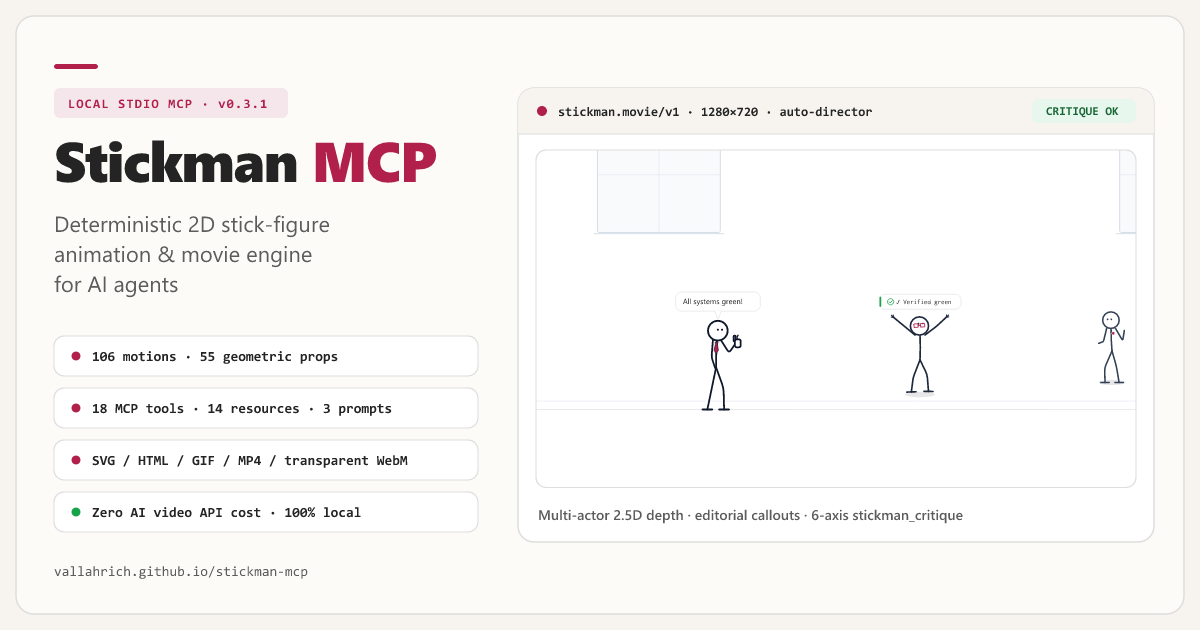 LOCAL STDIO MCP · v0.3.1
Stickman MCP
Deterministic 2D stick-figure
animation & movie engine
for AI agents
106 motions · 55 geometric props
18 MCP tools · 14 resources · 3 prompts
SVG / HTML / GIF / MP4 / transparent WebM
Zero AI video API cost · 100% local
vallahrich.github.io/stickman-mcp
stickman.movie/v1 · 1280×720 · auto-director
CRITIQUE OK
All systems green!
✓ Verified green
Multi-actor 2.5D depth · editorial callouts · 6-axis stickman_critique